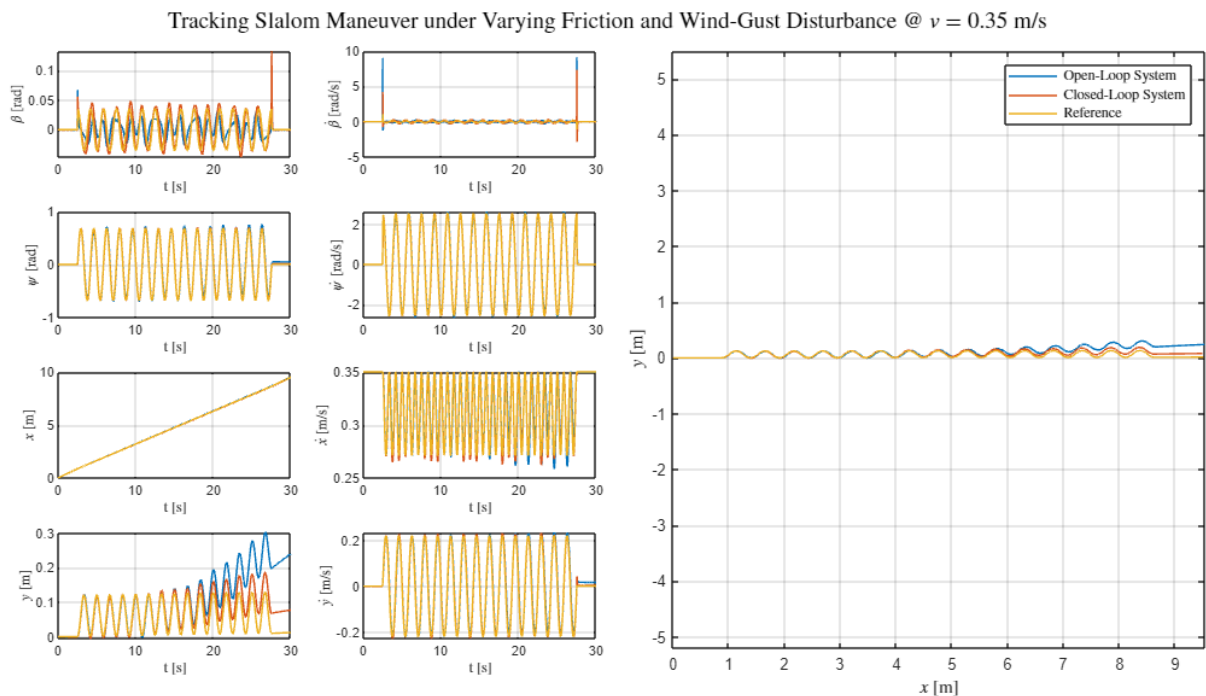 Tracking Slalom Maneuver under Varying Friction and Wind-Gust Disturbance @ v = 0.35 m/s
β [rad]
0.1
0.05
0
0 10 20 30
t [s]
β̇ [rad/s]
10
5
0
-5
0 10 20 30
t [s]
ψ [rad]
1
0
-1
0 10 20 30
t [s]
ψ̇ [rad/s]
2
0
-2
0 10 20 30
t [s]
x [m]
10
5
0
0 10 20 30
t [s]
ẋ [m/s]
0.35
0.3
0.25
0 10 20 30
t [s]
y [m]
0.3
0.2
0.1
0
0 10 20 30
t [s]
ẏ [m/s]
0.2
0
-0.2
0 10 20 30
t [s]
Open-Loop System
Closed-Loop System
Reference
y [m]
5
4
3
2
1
0
-1
-2
-3
-4
-5
0 1 2 3 4 5 6 7 8 9
x [m]